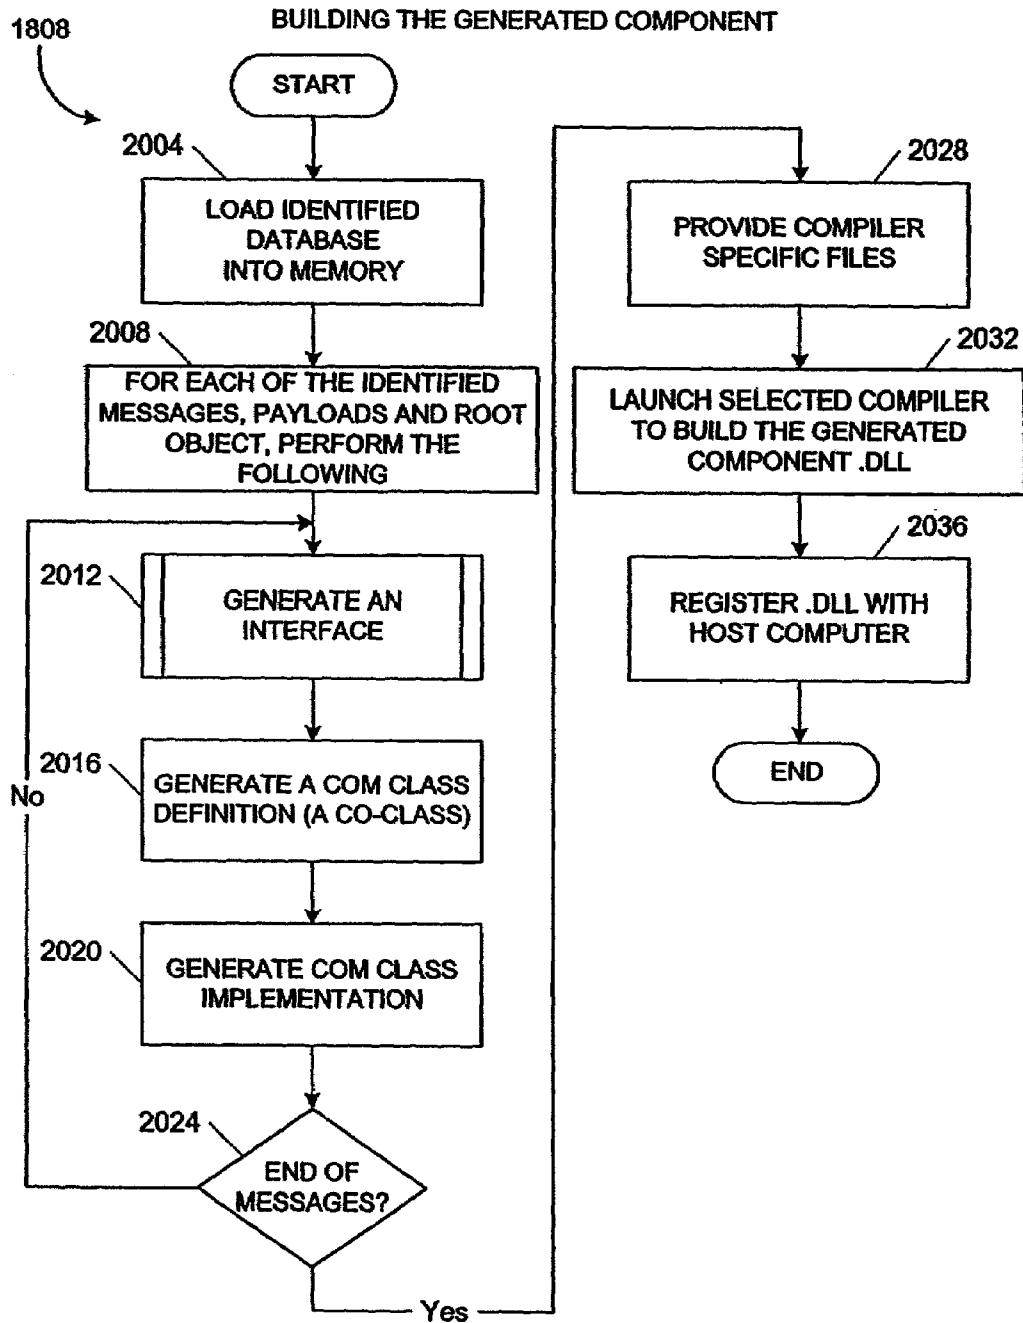 BUILDING THE GENERATED COMPONENT
1808
START
2004
LOAD IDENTIFIED
DATABASE
INTO MEMORY
2008
FOR EACH OF THE IDENTIFIED
MESSAGES, PAYLOADS AND ROOT
OBJECT, PERFORM THE
FOLLOWING
2012
GENERATE AN
INTERFACE
2016
GENERATE A COM CLASS
DEFINITION (A CO-CLASS)
No
2020
GENERATE COM CLASS
IMPLEMENTATION
2024
END OF
MESSAGES?
Yes
2028
PROVIDE COMPILER
SPECIFIC FILES
2032
LAUNCH SELECTED COMPILER
TO BUILD THE GENERATED
COMPONENT .DLL
2036
REGISTER .DLL WITH
HOST COMPUTER
END